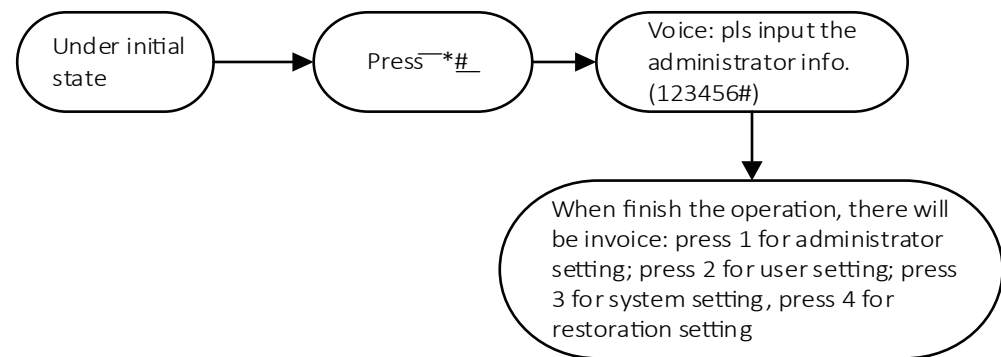 Under initial
state
Press *#
Voice: pls input the
administrator info.
(123456#)
When finish the operation, there will
be invoice: press 1 for administrator
setting; press 2 for user setting; press
3 for system setting, press 4 for
restoration setting